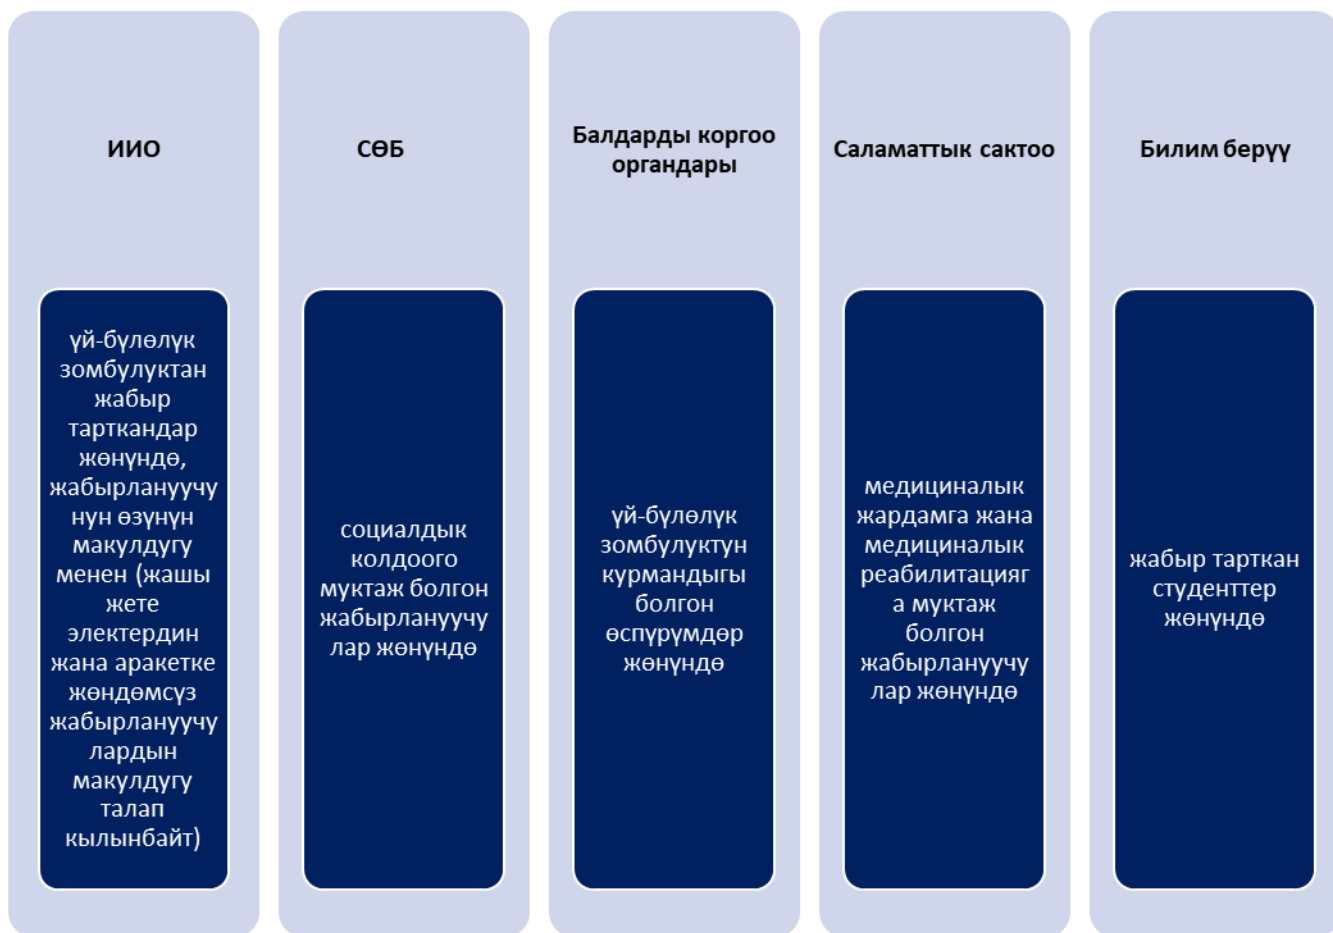 ИИО
үй-бүлөлүк
зомбулуктан
жабыр
тарткандар
жөнүндө,
жабырлануучу
нун өзүнүн
макулдугу
менен (жашы
жете
электердин
жана аракетке
жөндөмсүз
жабырлануучу
лардын
макулдугу
талап
кылынбайт)
СӨБ
социалдык
колдоого
муктаж болгон
жабырлануучу
лар жөнүндө
Балдарды коргоо
органдары
үй-бүлөлүк
зомбулуктун
курмандыгы
болгон
өспүрүмдөр
жөнүндө
Саламаттык сактоо
медициналык
жардамга жана
медициналык
реабилитацияг
а муктаж
болгон
жабырлануучу
лар жөнүндө
Билим берүү
жабыр тарткан
студенттер
жөнүндө